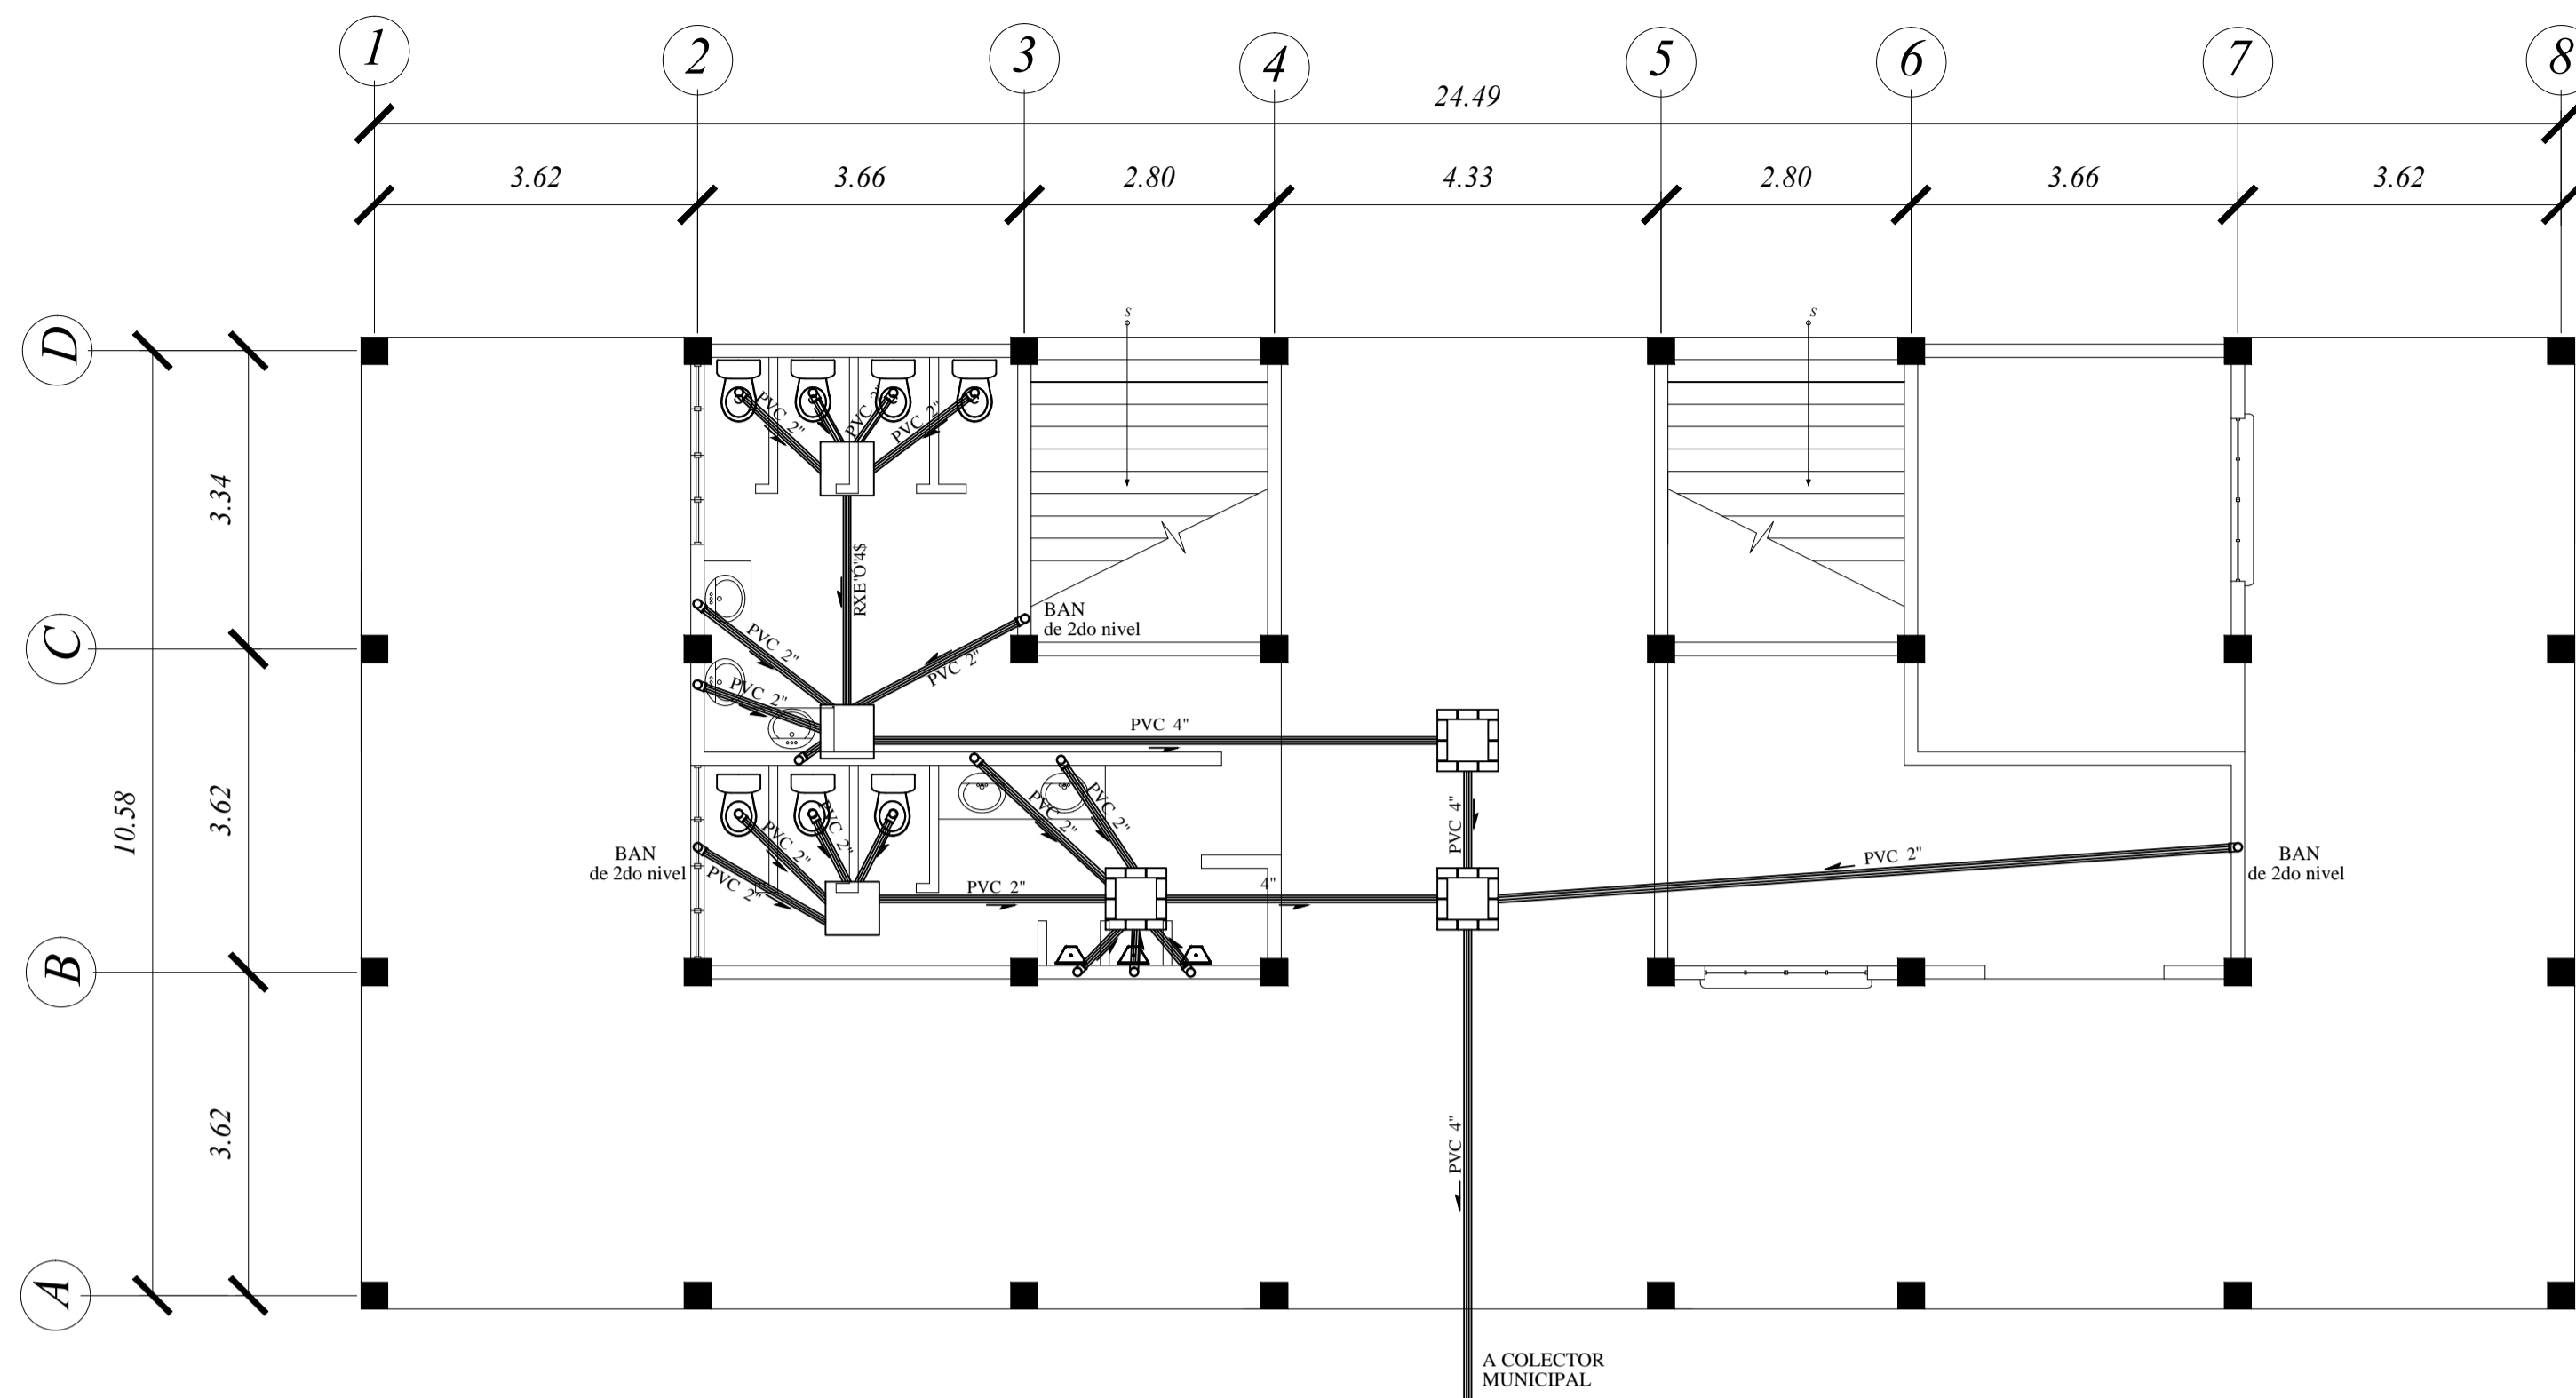 1 2 3 4 5 6 7 8
24.49
3.62 3.66 2.80 4.33 2.80 3.66 3.62
S S
D
PVC 2" PVC 2" PVC 2"
3.34
RXE"Ö"4$
BAN
de 2do nivel
C
PVC 2"
PVC 2"
PVC 2"
PVC 4"
10.58
3.62
PVC 2" PVC 2"
PVC 2" PVC 2"
PVC 4"
BAN
de 2do nivel
PVC 2"
PVC 2"
4"
PVC 2"
BAN
de 2do nivel
B
3.62
PVC 4"
A
A COLECTOR
MUNICIPAL